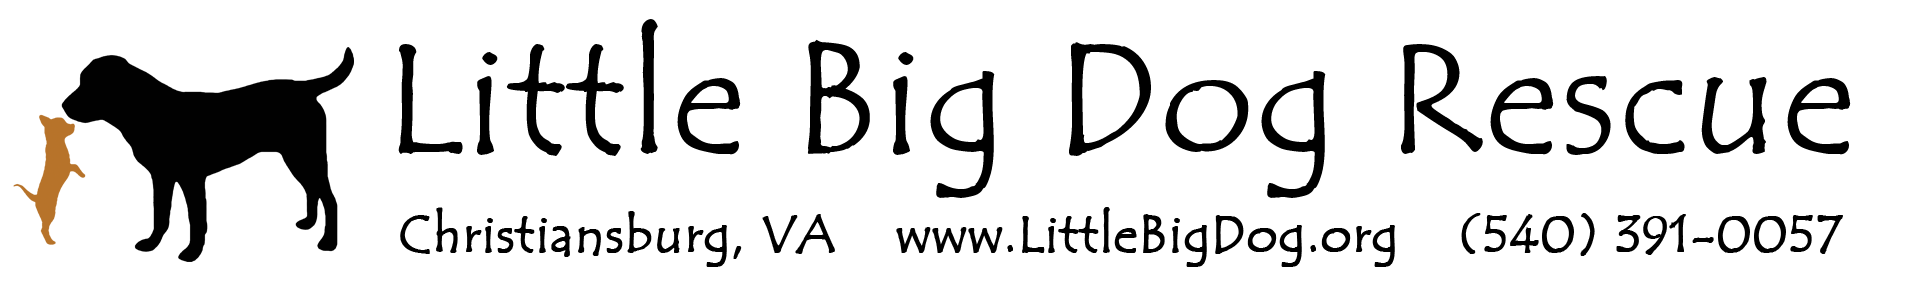 Little Big Dog Rescue
Christiansburg, VA www.LittleBigDog.org (540) 391-0057